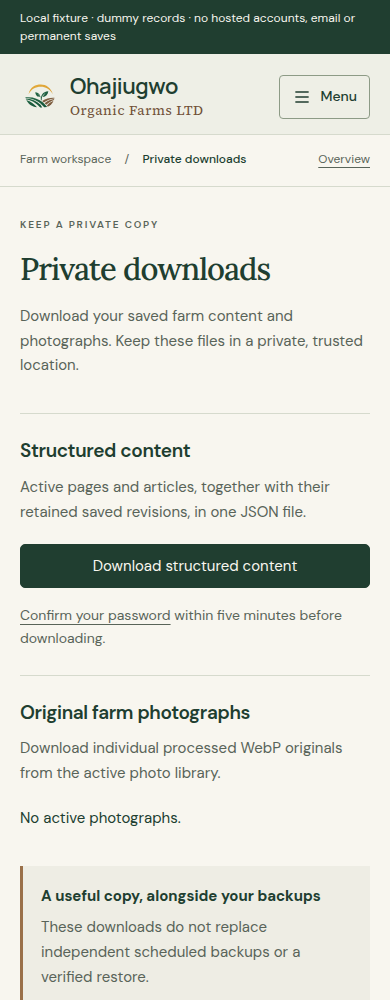 Local fixture · dummy records · no hosted accounts, email or
permanent saves
Ohajiugwo
Organic Farms LTD
Menu
Farm workspace / Private downloads
Overview
KEEP A PRIVATE COPY
Private downloads
Download your saved farm content and
photographs. Keep these files in a private, trusted
location.
Structured content
Active pages and articles, together with their
retained saved revisions, in one JSON file.
Download structured content
Confirm your password within five minutes before
downloading.
Original farm photographs
Download individual processed WebP originals
from the active photo library.
No active photographs.
A useful copy, alongside your backups
These downloads do not replace
independent scheduled backups or a
verified restore.